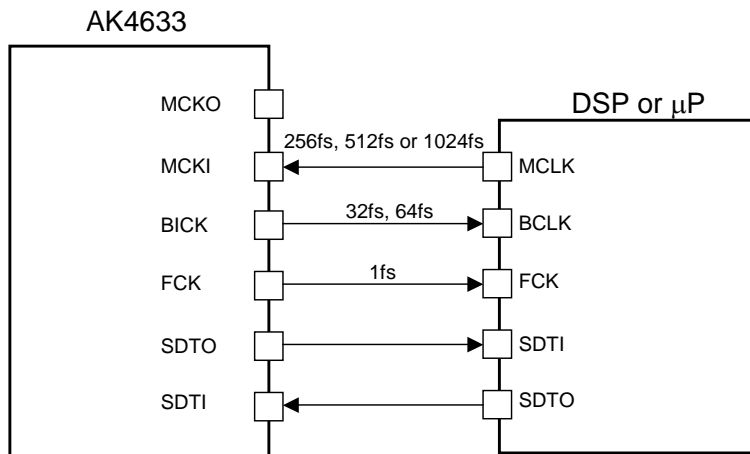 AK4633
DSP or μP
MCKO
256fs, 512fs or 1024fs
MCKI
MCLK
32fs, 64fs
BICK
BCLK
1fs
FCK
FCK
SDTO
SDTI
SDTI
SDTO